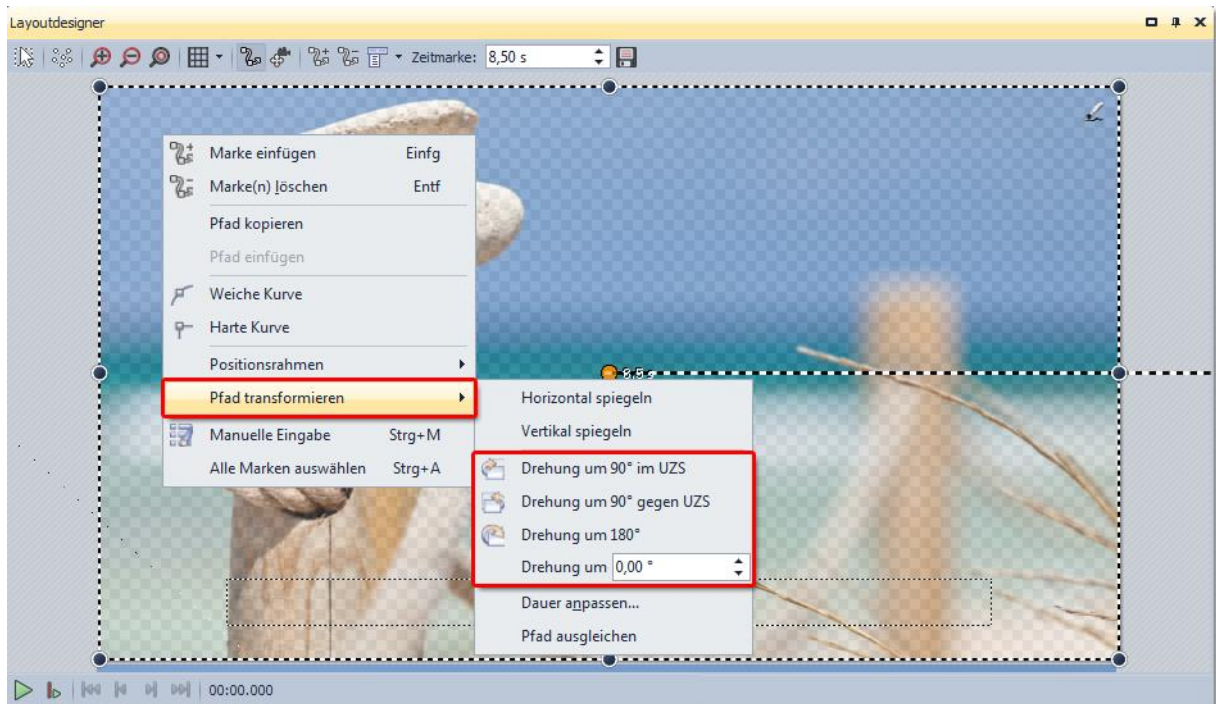 Layoutdesigner
Zeitmarke: 8,50 s
Marke einfügen Einfg
Marke(n) löschen Entf
Pfad kopieren
Pfad einfügen
Weiche Kurve
Harte Kurve
Positionsrahmen
8,5 s
Pfad transformieren
Manuelle Eingabe Strg+M
Alle Marken auswählen Strg+A
Horizontal spiegeln
Vertikal spiegeln
Drehung um 90° im UZS
Drehung um 90° gegen UZS
Drehung um 180°
Drehung um 0,00 °
Dauer anpassen...
Pfad ausgleichen
00:00.000